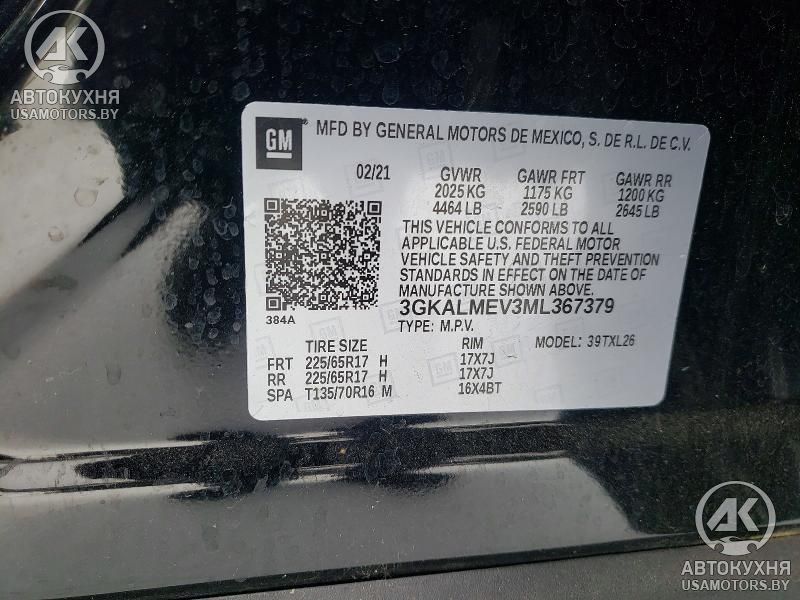 AK
АВТОКУХНЯ
USAMOTORS.BY
GM ® MFD BY GENERAL MOTORS DE MEXICO, S. DE R.L. DE C.V.
02/21 GVWR GAWR FRT GAWR RR
2025 KG 1175 KG 1200 KG
4464 LB 2590 LB 2645 LB
THIS VEHICLE CONFORMS TO ALL
APPLICABLE U.S. FEDERAL MOTOR
VEHICLE SAFETY AND THEFT PREVENTION
STANDARDS IN EFFECT ON THE DATE OF
MANUFACTURE SHOWN ABOVE.
384A 3GKALMEV3ML367379
TYPE: M.P.V.
TIRE SIZE RIM MODEL: 39TXL26
FRT 225/65R17 H 17X7J
RR 225/65R17 H 17X7J
SPA T135/70R16 M 16X4BT
AK
АВТОКУХНЯ
USAMOTORS.BY